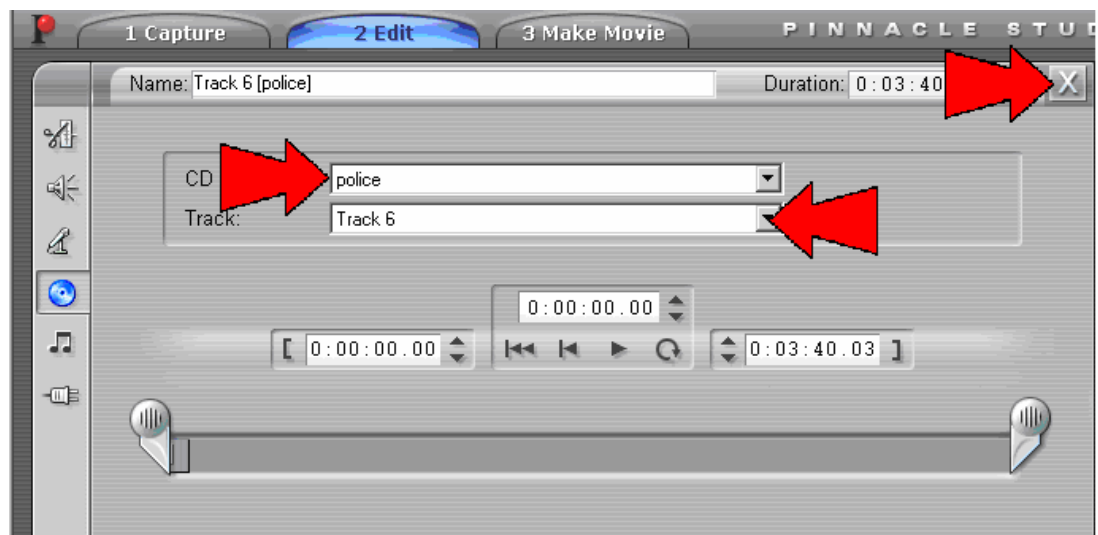 1 Capture 2 Edit 3 Make Movie PINNACLE STU
Name: Track 6 [police] Duration: 0:03:40 X
CD police
Track: Track 6
0:00:00.00
[ 0:00:00.00 0:03:40.03 ]